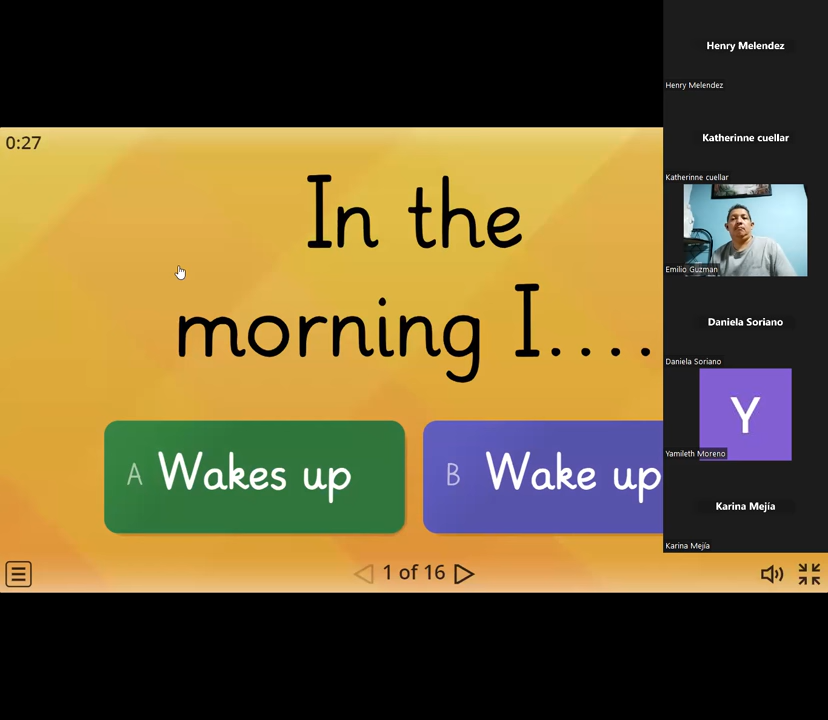 0:27
In the
morning I....
A Wakes up
B Wake up
1 of 16
Henry Melendez
Henry Melendez
Katherinne cuellar
Katherinne cuellar
Emilio Guzman
Daniela Soriano
Daniela Soriano
Y
Yamileth Moreno
Karina Mejía
Karina Mejía